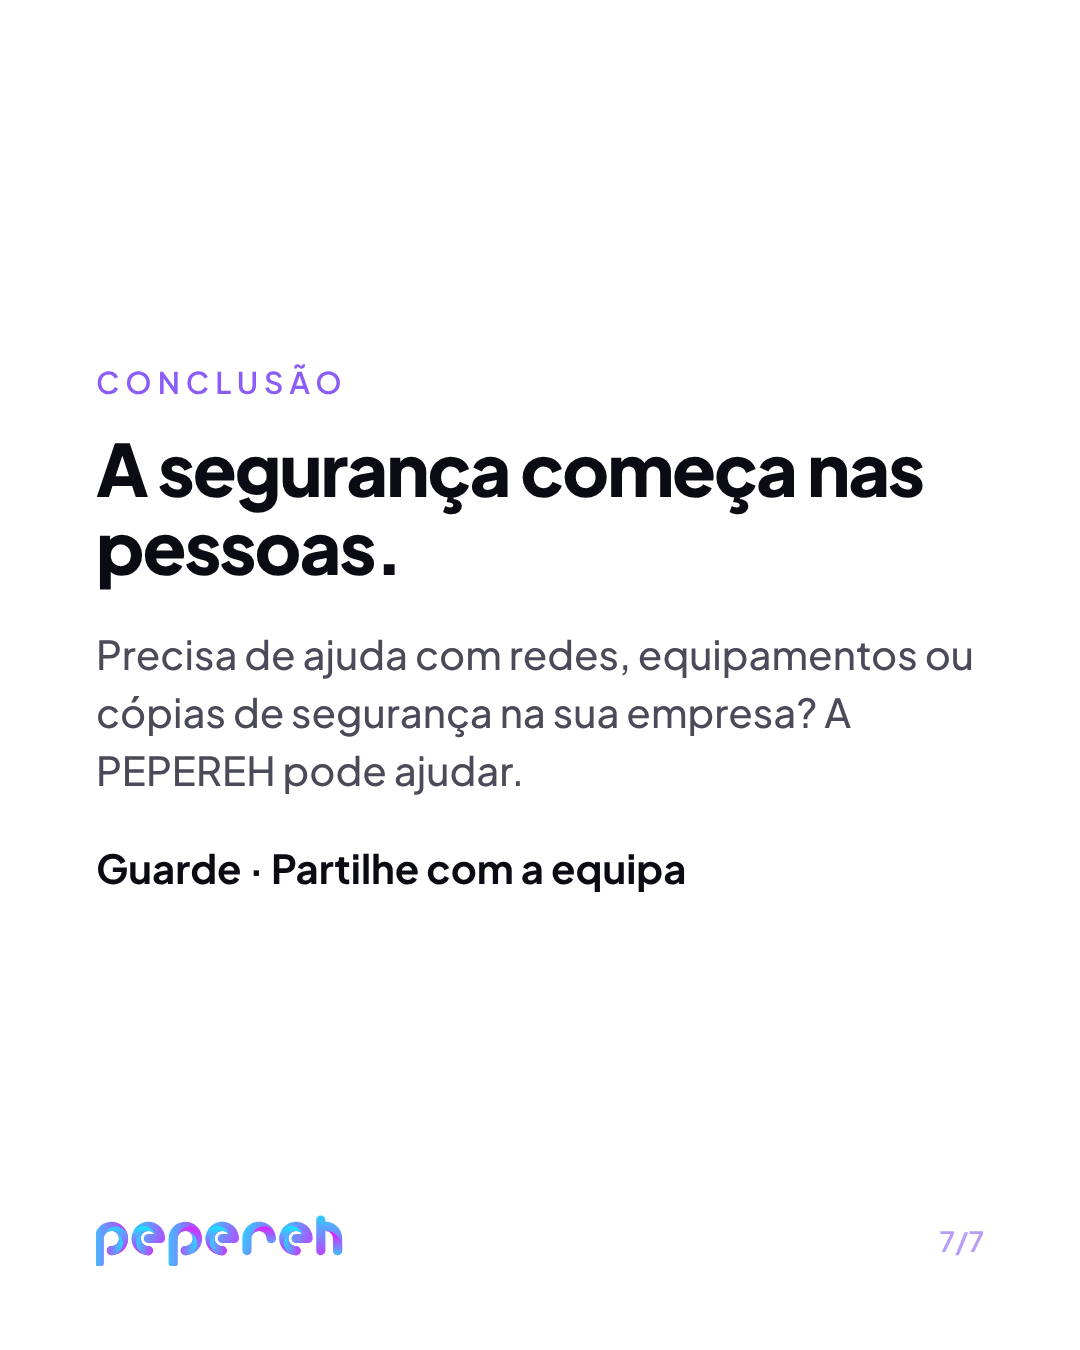 CONCLUSÃO
A segurança começa nas
pessoas.
Precisa de ajuda com redes, equipamentos ou
cópias de segurança na sua empresa? A
PEPEREH pode ajudar.
Guarde · Partilhe com a equipa
pepereh
7/7